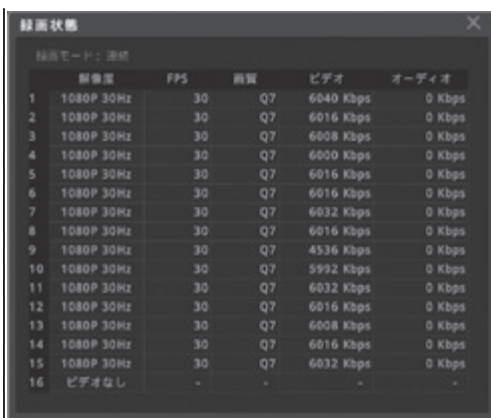 録画状態
録画モード: 連続
解像度 FPS 画質 ビデオ オーディオ
1 1080P 30Hz 30 Q7 6040 Kbps 0 Kbps
2 1080P 30Hz 30 Q7 6016 Kbps 0 Kbps
3 1080P 30Hz 30 Q7 6008 Kbps 0 Kbps
4 1080P 30Hz 30 Q7 6000 Kbps 0 Kbps
5 1080P 30Hz 30 Q7 6016 Kbps 0 Kbps
6 1080P 30Hz 30 Q7 6016 Kbps 0 Kbps
7 1080P 30Hz 30 Q7 6032 Kbps 0 Kbps
8 1080P 30Hz 30 Q7 6016 Kbps 0 Kbps
9 1080P 30Hz 30 Q7 4536 Kbps 0 Kbps
10 1080P 30Hz 30 Q7 5992 Kbps 0 Kbps
11 1080P 30Hz 30 Q7 6032 Kbps 0 Kbps
12 1080P 30Hz 30 Q7 6016 Kbps 0 Kbps
13 1080P 30Hz 30 Q7 6008 Kbps 0 Kbps
14 1080P 30Hz 30 Q7 6016 Kbps 0 Kbps
15 1080P 30Hz 30 Q7 6032 Kbps 0 Kbps
16 ビデオなし - - - -